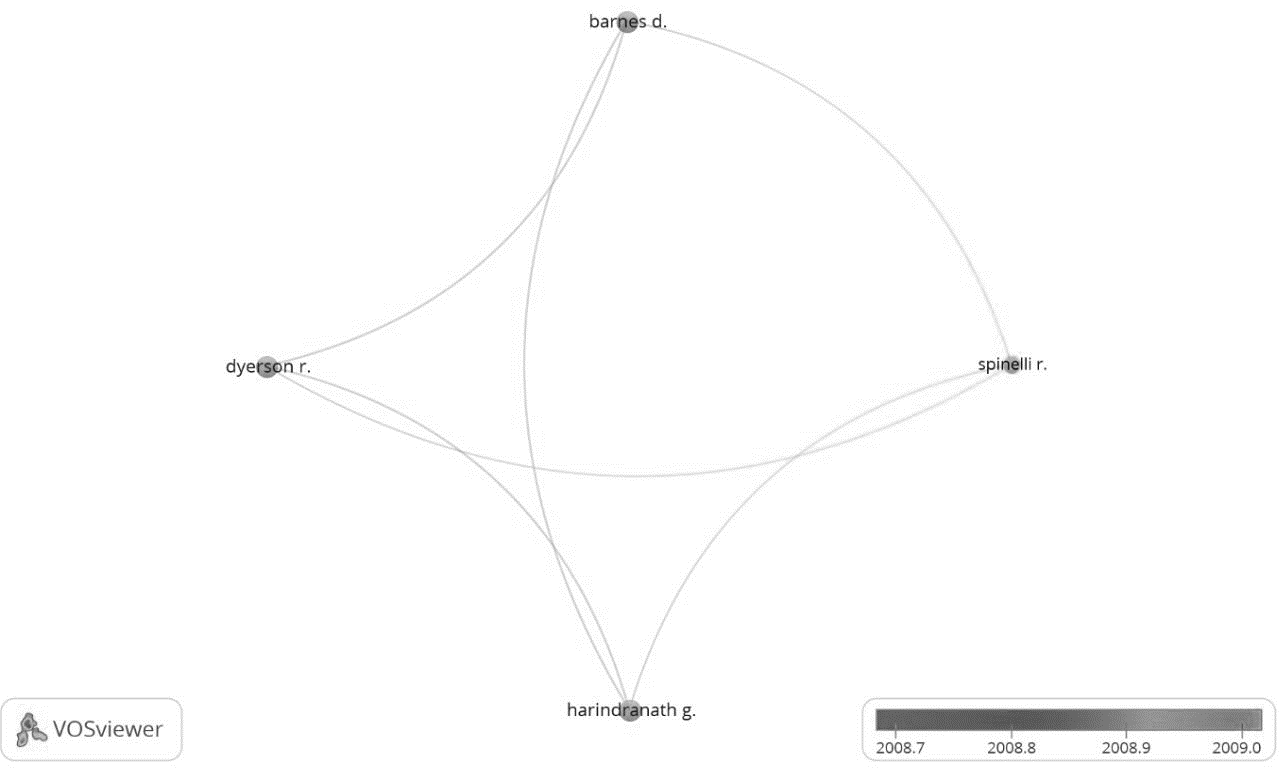 barnes d.
dyerson r.
spinelli r.
harindranath g.
VOSviewer
2008.7 2008.8 2008.9 2009.0